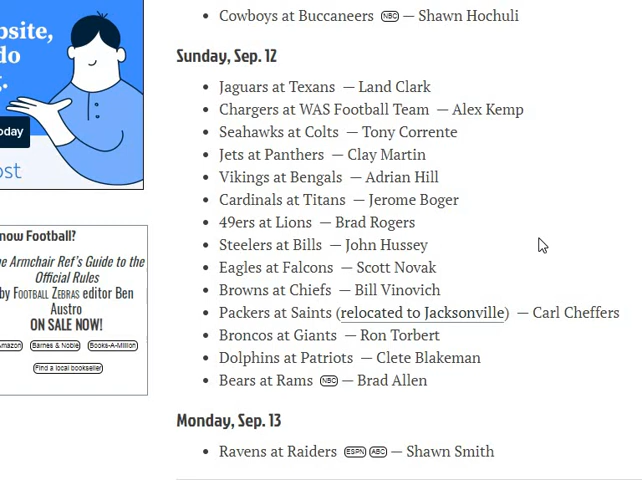 Cowboys at Buccaneers NBC — Shawn Hochuli
Sunday, Sep. 12
• Jaguars at Texans — Land Clark
• Chargers at WAS Football Team — Alex Kemp
• Seahawks at Colts — Tony Corrente
• Jets at Panthers — Clay Martin
• Vikings at Bengals — Adrian Hill
• Cardinals at Titans — Jerome Boger
• 49ers at Lions — Brad Rogers
• Steelers at Bills — John Hussey
• Eagles at Falcons — Scott Novak
• Browns at Chiefs — Bill Vinovich
• Packers at Saints (relocated to Jacksonville) — Carl Cheffers
• Broncos at Giants — Ron Torbert
• Dolphins at Patriots — Clete Blakeman
• Bears at Rams NBC — Brad Allen
Monday, Sep. 13
• Ravens at Raiders ESPN ABC — Shawn Smith
bsite,
do
g.
oday
ost
now Football?
e Armchair Ref's Guide to the
Official Rules
by FOOTBALL ZEBRAS editor Ben
Austro
ON SALE NOW!
Amazon Barnes & Noble Books-A-Million
Find a local bookseller